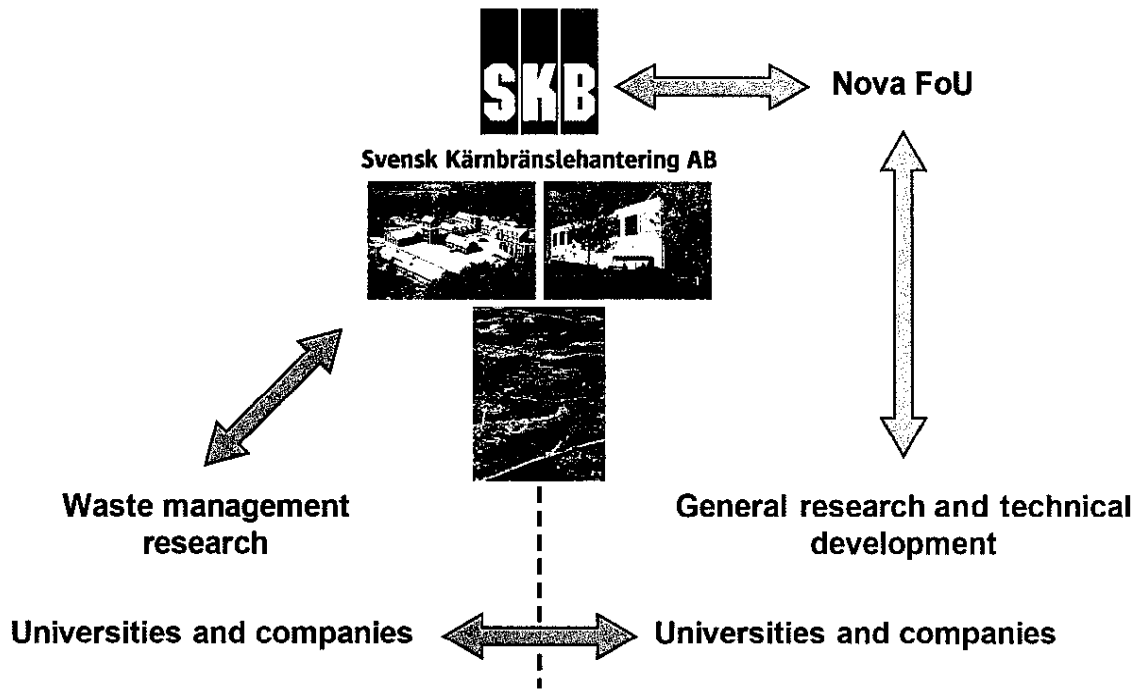 SKB
Nova FoU
Svensk Kärnbränslehantering AB
Waste management
research
General research and technical
development
Universities and companies
Universities and companies